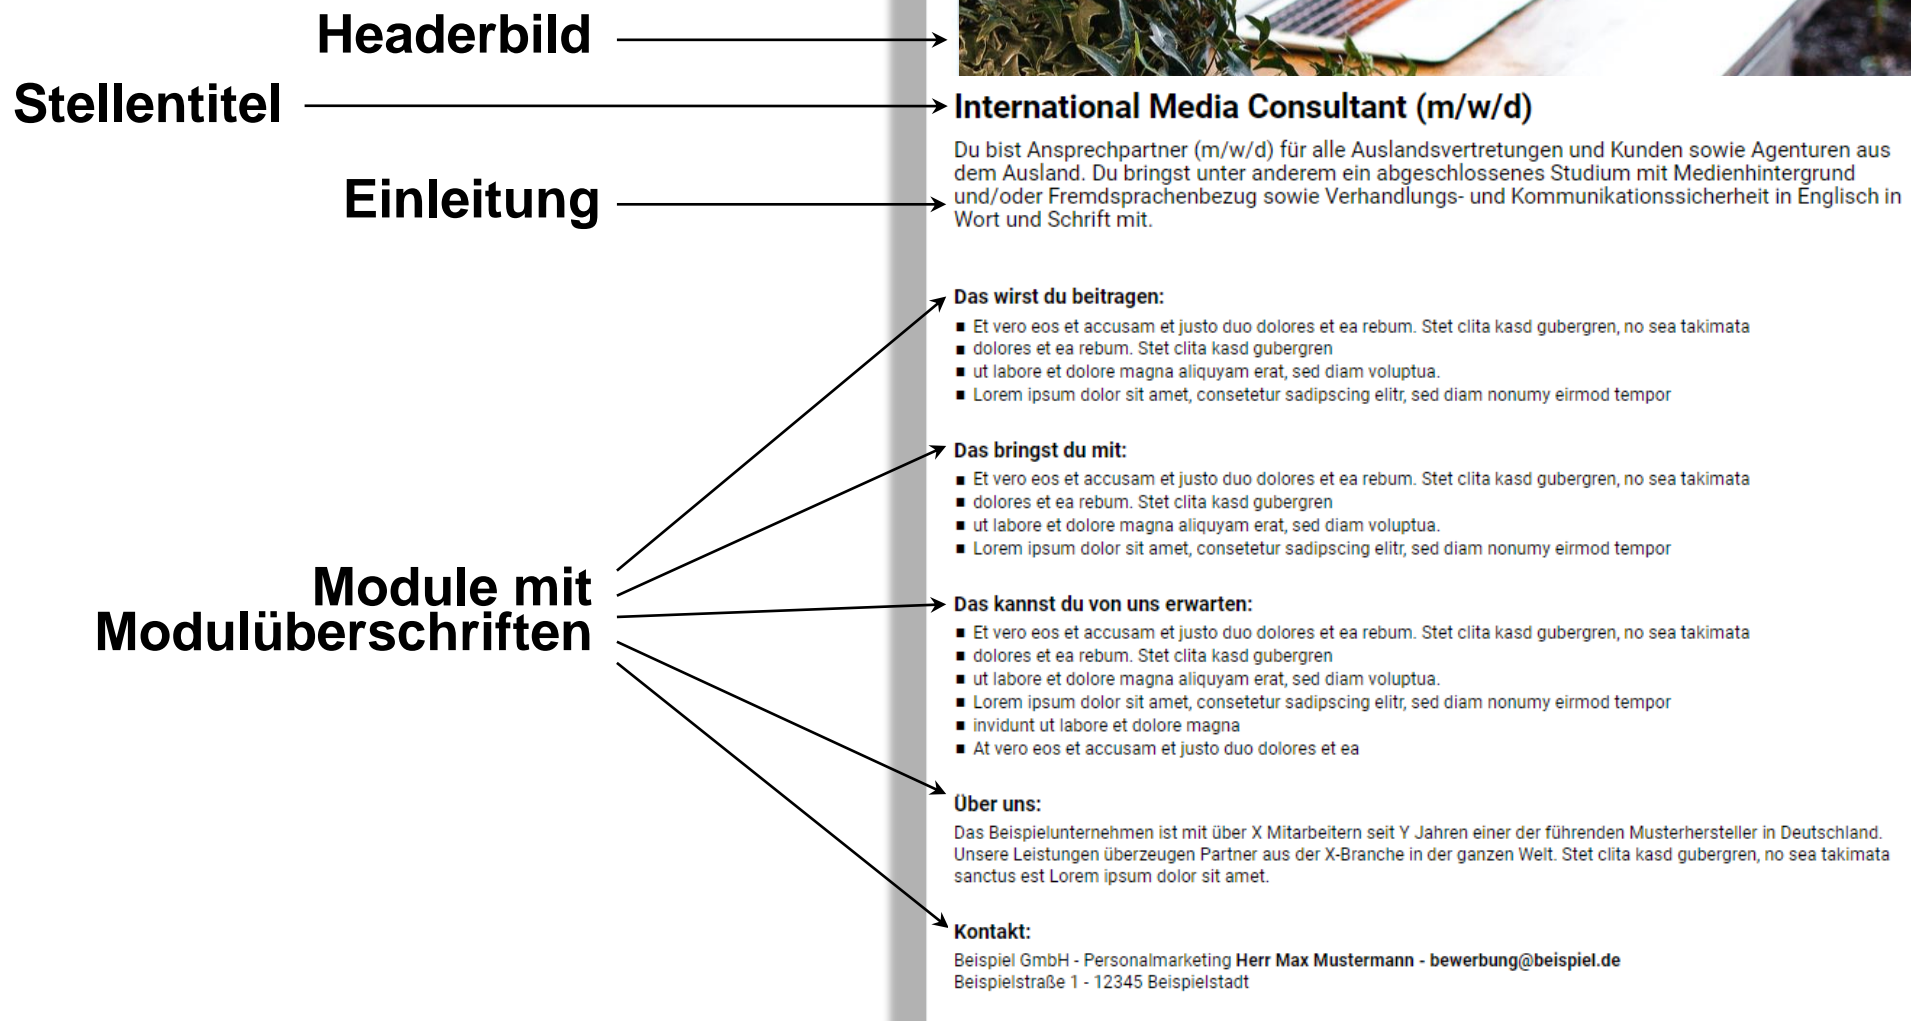 Headerbild
Stellentitel
International Media Consultant (m/w/d)
Du bist Ansprechpartner (m/w/d) für alle Auslandsvertretungen und Kunden sowie Agenturen aus
dem Ausland. Du bringst unter anderem ein abgeschlossenes Studium mit Medienhintergrund
Einleitung
und/oder Fremdsprachenbezug sowie Verhandlungs- und Kommunikationssicherheit in Englisch in
Wort und Schrift mit.
Das wirst du beitragen:
■ Et vero eos et accusam et justo duo dolores et ea rebum. Stet clita kasd gubergren, no sea takimata
■ dolores et ea rebum. Stet clita kasd gubergren
■ ut labore et dolore magna aliquyam erat, sed diam voluptua.
■ Lorem ipsum dolor sit amet, consetetur sadipscing elitr, sed diam nonumy eirmod tempor
Das bringst du mit:
■ Et vero eos et accusam et justo duo dolores et ea rebum. Stet clita kasd gubergren, no sea takimata
■ dolores et ea rebum. Stet clita kasd gubergren
■ ut labore et dolore magna aliquyam erat, sed diam voluptua.
■ Lorem ipsum dolor sit amet, consetetur sadipscing elitr, sed diam nonumy eirmod tempor
Module mit
Modulüberschriften
Das kannst du von uns erwarten:
■ Et vero eos et accusam et justo duo dolores et ea rebum. Stet clita kasd gubergren, no sea takimata
■ dolores et ea rebum. Stet clita kasd gubergren
■ ut labore et dolore magna aliquyam erat, sed diam voluptua.
■ Lorem ipsum dolor sit amet, consetetur sadipscing elitr, sed diam nonumy eirmod tempor
■ invidunt ut labore et dolore magna
■ At vero eos et accusam et justo duo dolores et ea
Über uns:
Das Beispielunternehmen ist mit über X Mitarbeitern seit Y Jahren einer der führenden Musterhersteller in Deutschland.
Unsere Leistungen überzeugen Partner aus der X-Branche in der ganzen Welt. Stet clita kasd gubergren, no sea takimata
sanctus est Lorem ipsum dolor sit amet.
Kontakt:
Beispiel GmbH - Personalmarketing Herr Max Mustermann - bewerbung@beispiel.de
Beispielstraße 1 - 12345 Beispielstadt